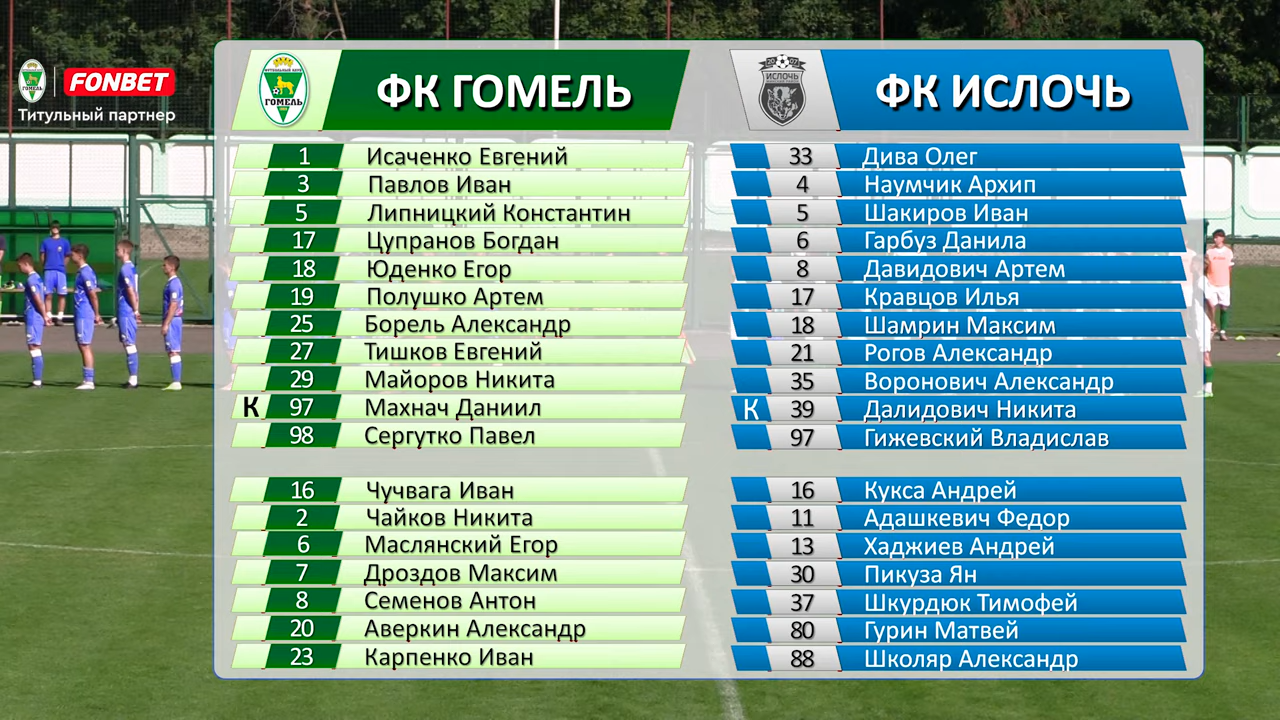 FONBET
Титульный партнер
ФК ГОМЕЛЬ
1 Исаченко Евгений
3 Павлов Иван
5 Липницкий Константин
17 Цупранов Богдан
18 Юденко Егор
19 Полушко Артем
25 Борель Александр
27 Тишков Евгений
29 Майоров Никита
К 97 Махнач Даниил
98 Сергутко Павел
16 Чучвага Иван
2 Чайков Никита
6 Маслянский Егор
7 Дроздов Максим
8 Семенов Антон
20 Аверкин Александр
23 Карпенко Иван
ФК ИСЛОЧЬ
33 Дива Олег
4 Наумчик Архип
5 Шакиров Иван
6 Гарбуз Данила
8 Давидович Артем
17 Кравцов Илья
18 Шамрин Максим
21 Рогов Александр
35 Воронович Александр
К 39 Далидович Никита
97 Гижевский Владислав
16 Кукса Андрей
11 Адашкевич Федор
13 Хаджиев Андрей
30 Пикуза Ян
37 Шкурдюк Тимофей
80 Гурин Матвей
88 Школяр Александр